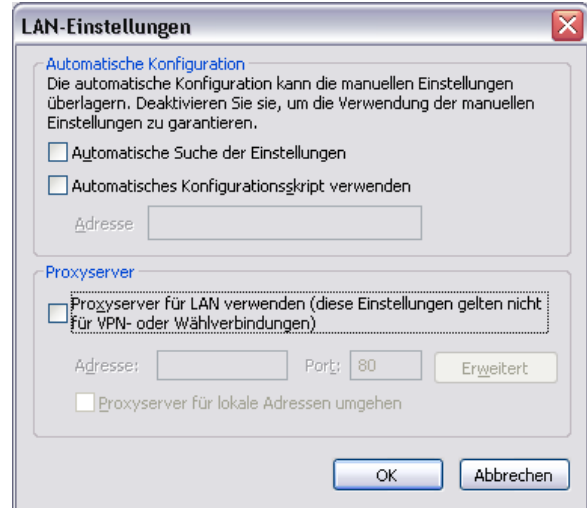 LAN-Einstellungen
Automatische Konfiguration
Die automatische Konfiguration kann die manuellen Einstellungen
überlagern. Deaktivieren Sie sie, um die Verwendung der manuellen
Einstellungen zu garantieren.
Automatische Suche der Einstellungen
Automatisches Konfigurationsskript verwenden
Adresse
Proxyserver
Proxyserver für LAN verwenden (diese Einstellungen gelten nicht
für VPN- oder Wählverbindungen)
Adresse: Port: 80 Erweitert
Proxyserver für lokale Adressen umgehen
OK Abbrechen